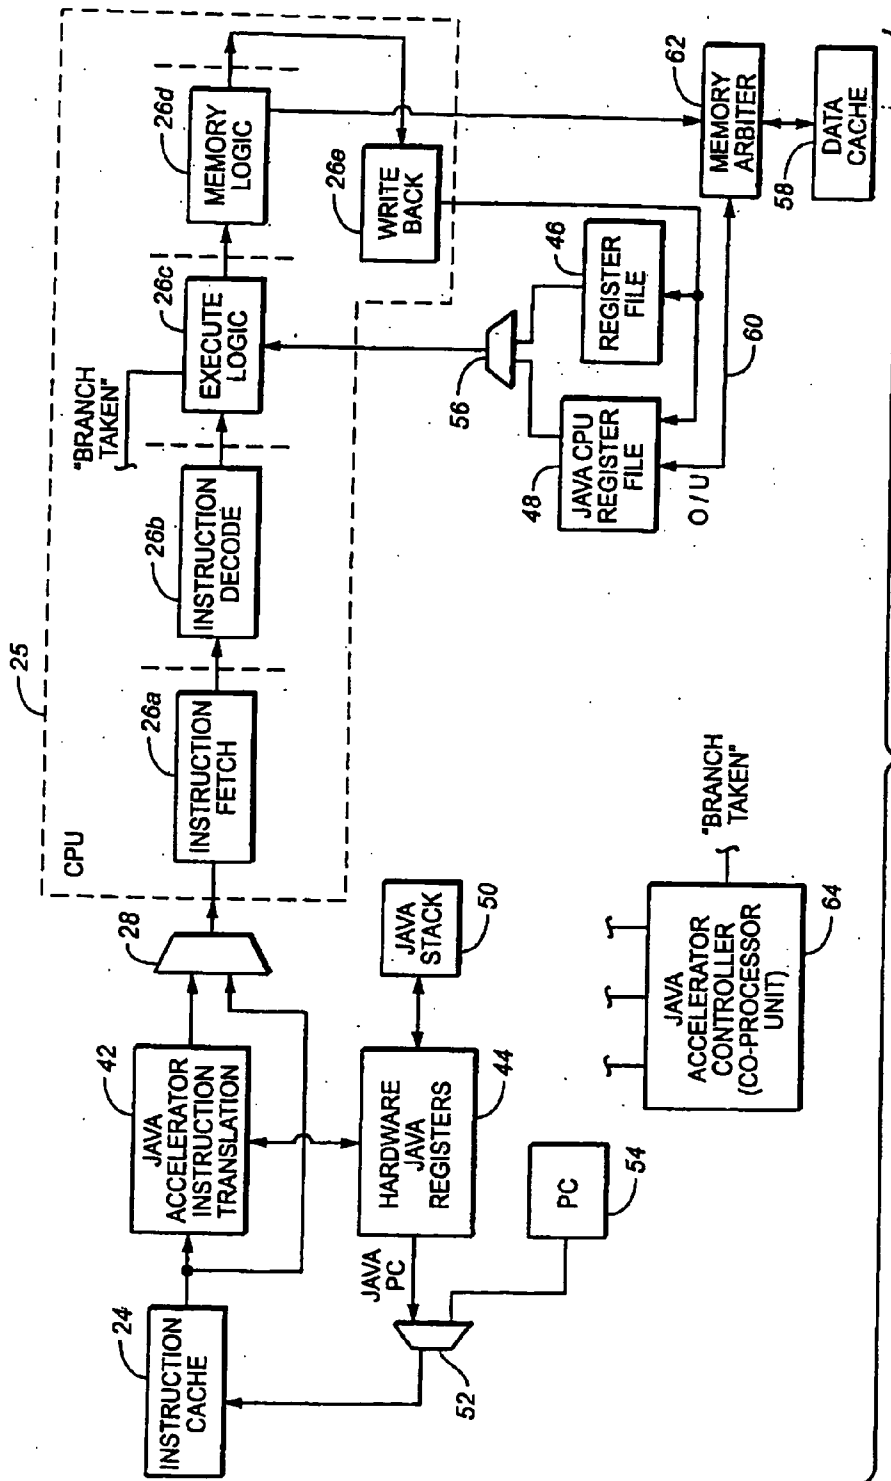 25
CPU
26a
INSTRUCTION
FETCH
26b
INSTRUCTION
DECODE
"BRANCH
TAKEN"
26c
EXECUTE
LOGIC
26d
MEMORY
LOGIC
26e
WRITE
BACK
24
INSTRUCTION
CACHE
42
JAVA
ACCELERATOR
INSTRUCTION
TRANSLATION
28
JAVA
PC
52
HARDWARE
JAVA
REGISTERS
44
JAVA
STACK
50
PC
54
JAVA
ACCELERATOR
CONTROLLER
(CO-PROCESSOR
UNIT)
64
"BRANCH
TAKEN"
56
48
JAVA CPU
REGISTER
FILE
O / U
46
REGISTER
FILE
60
62
MEMORY
ARBITER
58
DATA
CACHE